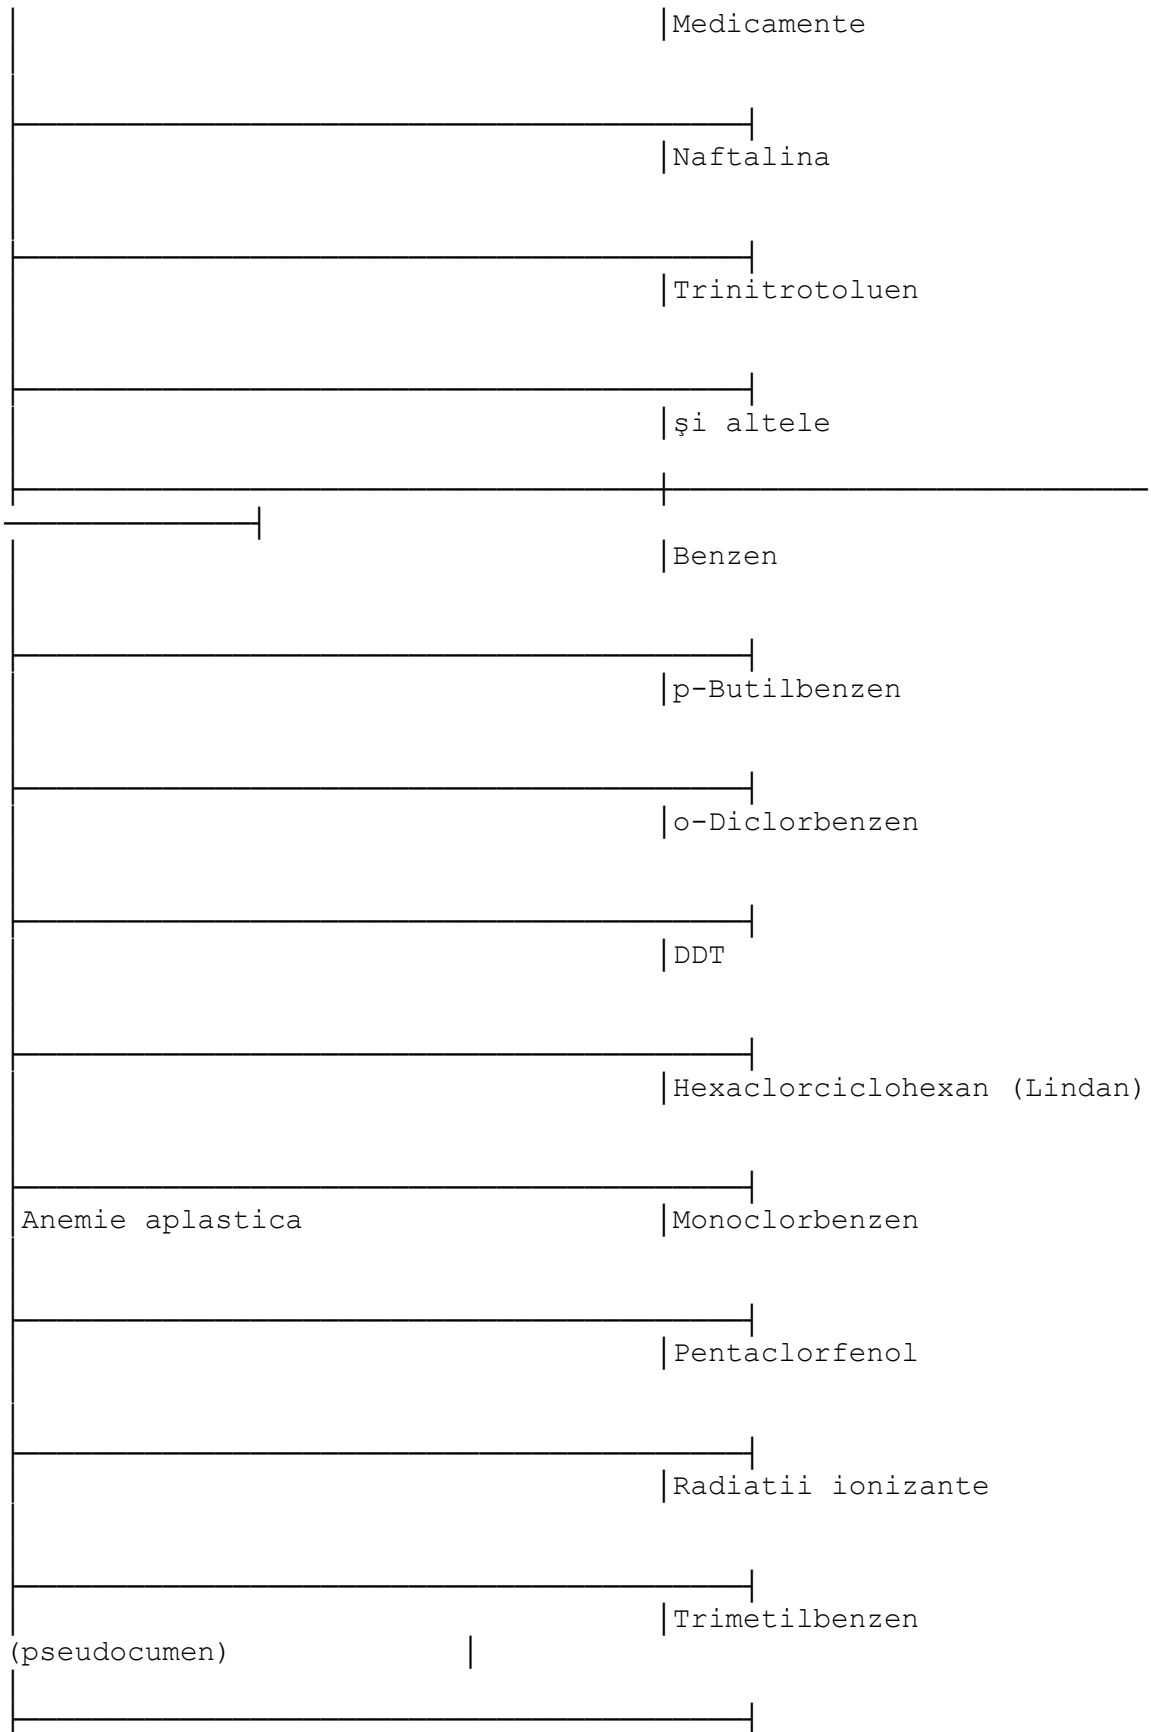 Medicamente
Naftalina
Trinitrotoluen
şi altele
Benzen
p-Butilbenzen
o-Diclorbenzen
DDT
Hexaclorciclohexan (Lindan)
Anemie aplastica Monoclorbenzen
Pentaclorfenol
Radiatii ionizante
Trimetilbenzen
(pseudocumen)